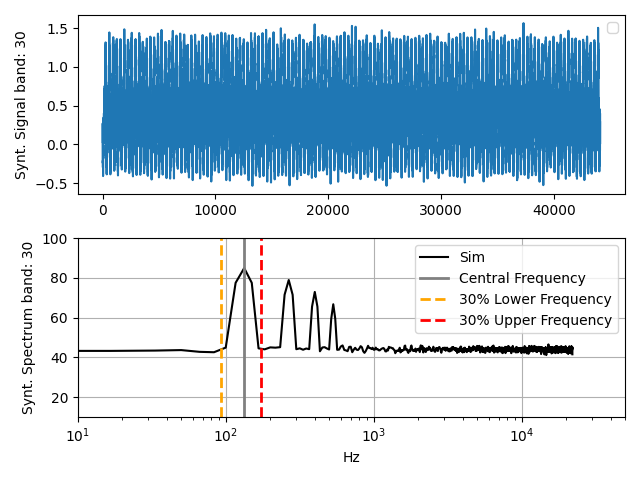 Synt. Signal band: 30
1.5
1.0
0.5
0.0
−0.5
0
10000
20000
30000
40000
Synt. Spectrum band: 30
100
80
60
40
20
Sim
Central Frequency
30% Lower Frequency
30% Upper Frequency
10¹
10²
10³
10⁴
Hz